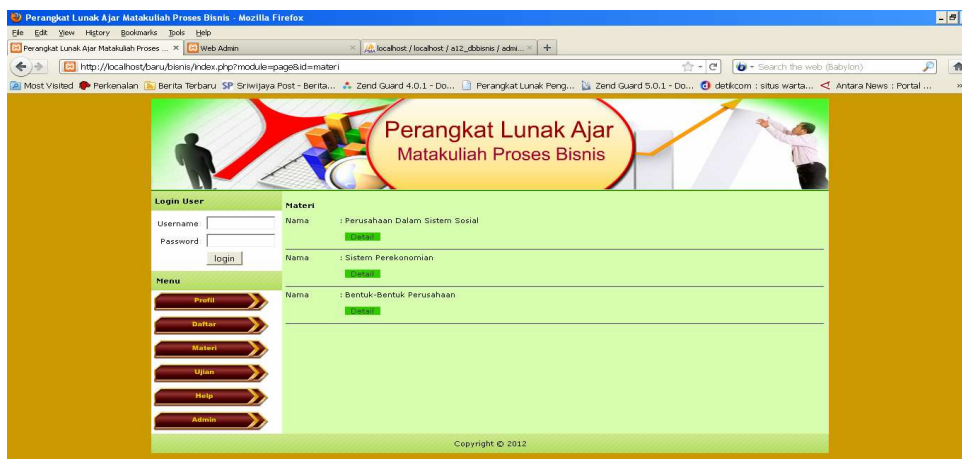 Perangkat Lunak Ajar Matakuliah Proses Bisnis - Mozilla Firefox
File Edit View History Bookmarks Tools Help
Perangkat Lunak Ajar Matakuliah Proses ... × Web Admin × localhost / localhost / a12_dbbisnis / admi... × +
http://localhost/baru/bisnis/index.php?module=page&id=materi Search the web (Babylon)
Most Visited Perkenalan Berita Terbaru SP Sriwijaya Post - Berita... Zend Guard 4.0.1 - Do... Perangkat Lunak Peng... Zend Guard 5.0.1 - Do... detikcom : situs warta... Antara News : Portal ... »
Perangkat Lunak Ajar
Matakuliah Proses Bisnis
Login User
Username
Password
login
Menu
Profil
Daftar
Materi
Ujian
Help
Admin
Materi
Nama : Perusahaan Dalam Sistem Sosial
Detail
Nama : Sistem Perekonomian
Detail
Nama : Bentuk-Bentuk Perusahaan
Detail
Copyright © 2012